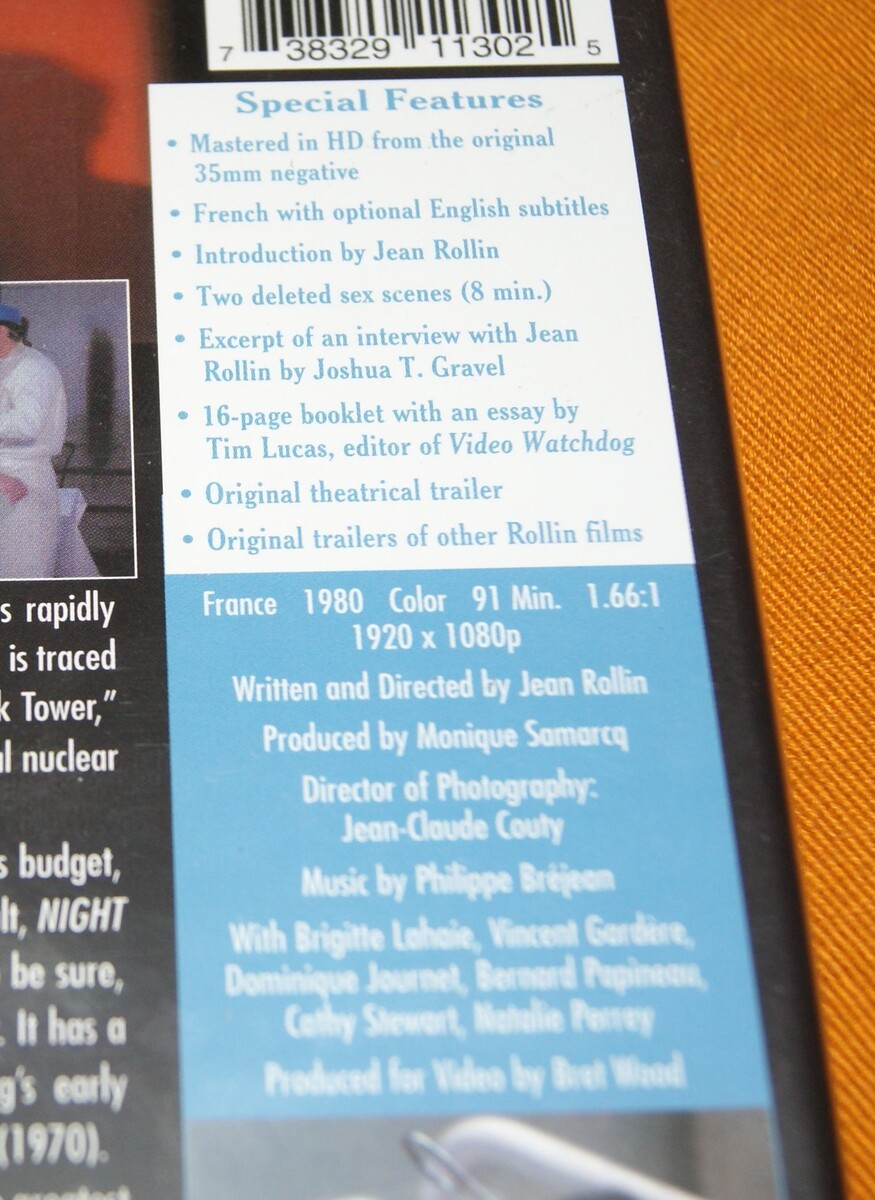 7 38329 11302 5
Special Features
• Mastered in HD from the original
35mm negative
• French with optional English subtitles
• Introduction by Jean Rollin
• Two deleted sex scenes (8 min.)
• Excerpt of an interview with Jean
Rollin by Joshua T. Gravel
• 16-page booklet with an essay by
Tim Lucas, editor of Video Watchdog
• Original theatrical trailer
• Original trailers of other Rollin films
France 1980 Color 91 Min. 1.66:1
1920 x 1080p
Written and Directed by Jean Rollin
Produced by Monique Samarcq
Director of Photography:
Jean-Claude Couty
Music by Philippe Bréjean
With Brigitte Lahaie, Vincent Gardère,
Dominique Journet, Bernard Papineau,
Cathy Stewart, Natalie Perrey
Produced for Video by Bret Wood
s rapidly
is traced
k Tower,”
al nuclear
s budget,
lt, NIGHT
be sure,
. It has a
g's early
(1970).
greatest